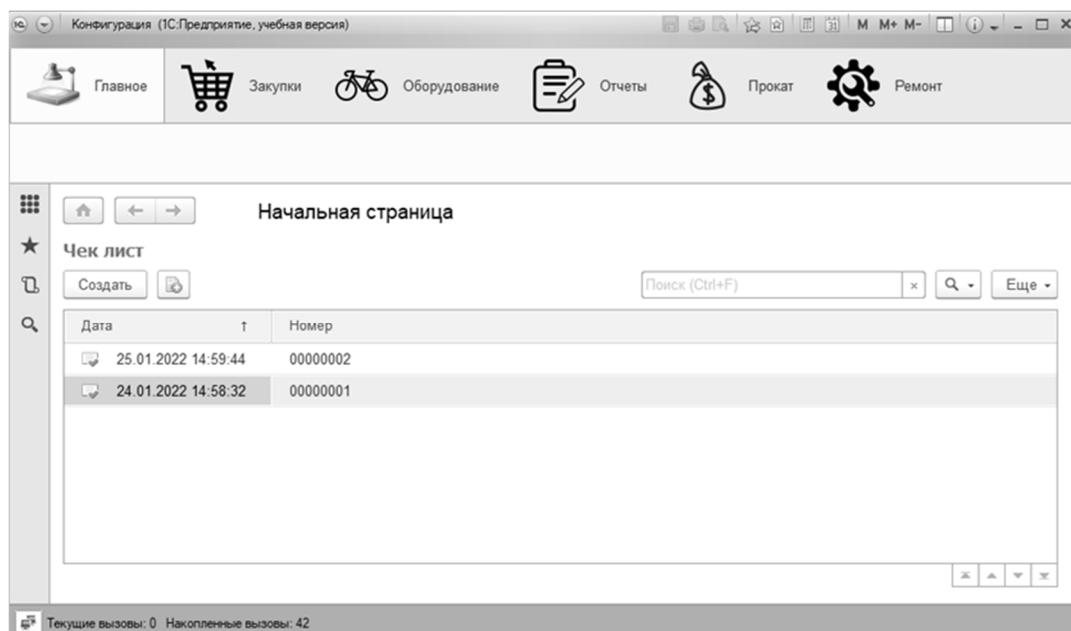 1С Конфигурация (1С:Предприятие, учебная версия) 31 M M+ M-
Главное Закупки Оборудование Отчеты Прокат Ремонт
Начальная страница
Чек лист
Создать Поиск (Ctrl+F) Еще
Дата Номер
25.01.2022 14:59:44 00000002
24.01.2022 14:58:32 00000001
Текущие вызовы: 0 Накопленные вызовы: 42